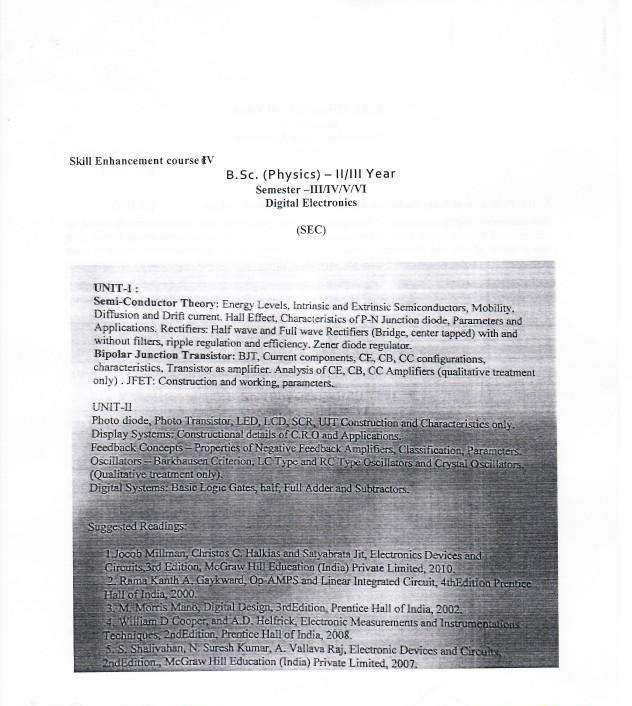 Skill Enhancement course IV
B.Sc. (Physics) – II/III Year
Semester –III/IV/V/VI
Digital Electronics
(SEC)
UNIT-I :
Semi-Conductor Theory: Energy Levels, Intrinsic and Extrinsic Semiconductors, Mobility,
Diffusion and Drift current. Hall Effect, Characteristics of P-N Junction diode, Parameters and
Applications. Rectifiers: Half wave and Full wave Rectifiers (Bridge, center tapped) with and
without filters, ripple regulation and efficiency. Zener diode regulator.
Bipolar Junction Transistor: BJT, Current components, CE, CB, CC configurations,
characteristics, Transistor as amplifier. Analysis of CE, CB, CC Amplifiers (qualitative treatment
only) . JFET: Construction and working, parameters.
UNIT-II
Photo diode, Photo Transistor, LED, LCD, SCR, UJT Construction and Characteristics only.
Display Systems: Constructional details of C.R.O and Applications.
Feedback Concepts – Properties of Negative Feedback Amplifiers, Classification, Parameters.
Oscillators – Barkhausen Criterion, LC Type and RC Type Oscillators and Crystal Oscillators.
(Qualitative treatment only).
Digital Systems: Basic Logic Gates, half, Full Adder and Subtractors.
Suggested Readings:
1.Jocob Millman, Christos C. Halkias and Satyabrata Jit, Electronics Devices and
Circuits,3rd Edition, McGraw Hill Education (India) Private Limited, 2010.
2. Rama Kanth A. Gaykward, Op-AMPS and Linear Integrated Circuit, 4thEdition Prentice
Hall of India, 2000.
3. M. Morris Mano, Digital Design, 3rdEdition, Prentice Hall of India, 2002.
4. William D Cooper, and A.D. Helfrick, Electronic Measurements and Instrumentations
Techniques, 2ndEdition, Prentice Hall of India, 2008.
5. S. Shalivahan, N. Suresh Kumar, A. Vallava Raj, Electronic Devices and Circuits,
2ndEdition., McGraw Hill Education (India) Private Limited, 2007.